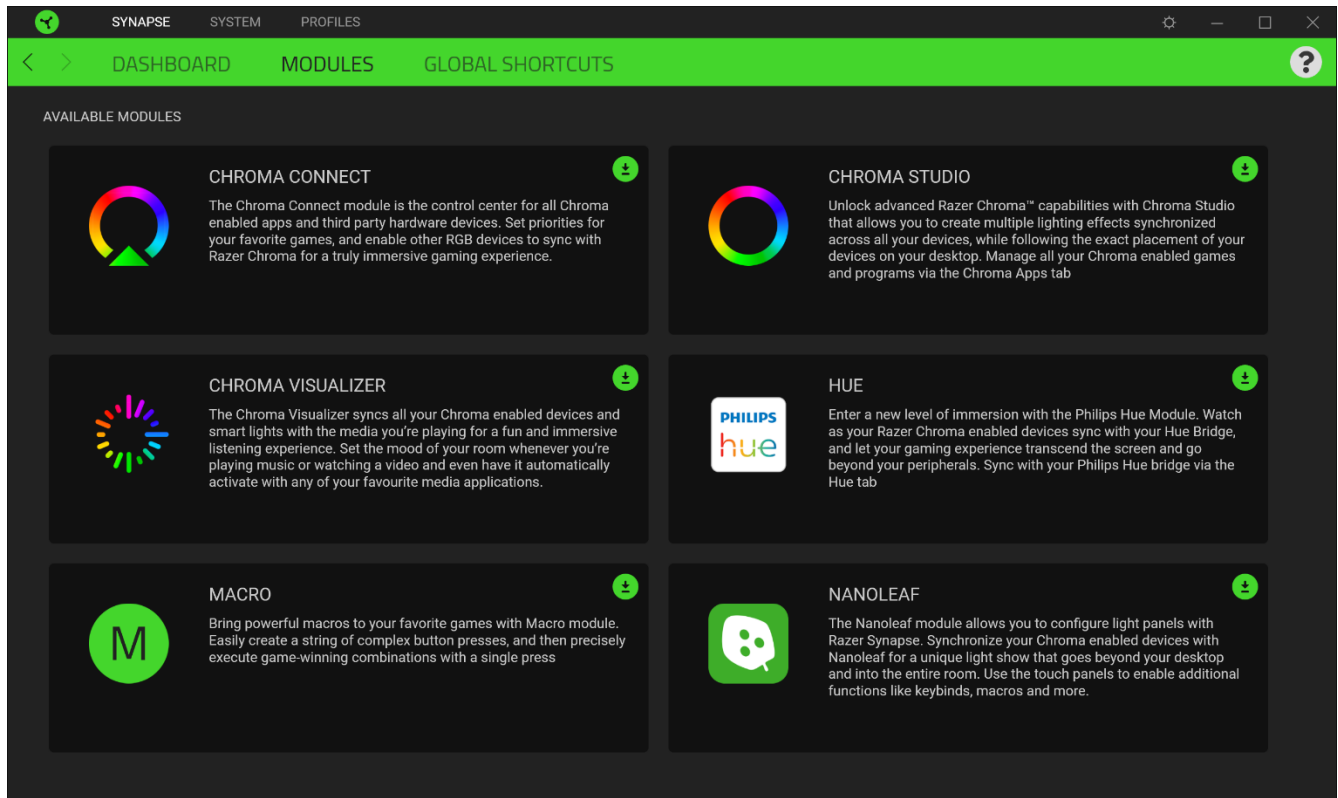 SYNAPSE SYSTEM PROFILES
DASHBOARD MODULES GLOBAL SHORTCUTS
?
AVAILABLE MODULES
CHROMA CONNECT
The Chroma Connect module is the control center for all Chroma
enabled apps and third party hardware devices. Set priorities for
your favorite games, and enable other RGB devices to sync with
Razer Chroma for a truly immersive gaming experience.
CHROMA STUDIO
Unlock advanced Razer Chroma™ capabilities with Chroma Studio
that allows you to create multiple lighting effects synchronized
across all your devices, while following the exact placement of your
devices on your desktop. Manage all your Chroma enabled games
and programs via the Chroma Apps tab
CHROMA VISUALIZER
The Chroma Visualizer syncs all your Chroma enabled devices and
smart lights with the media you're playing for a fun and immersive
listening experience. Set the mood of your room whenever you're
playing music or watching a video and even have it automatically
activate with any of your favourite media applications.
PHILIPS
hue
HUE
Enter a new level of immersion with the Philips Hue Module. Watch
as your Razer Chroma enabled devices sync with your Hue Bridge,
and let your gaming experience transcend the screen and go
beyond your peripherals. Sync with your Philips Hue bridge via the
Hue tab
M
MACRO
Bring powerful macros to your favorite games with Macro module.
Easily create a string of complex button presses, and then precisely
execute game-winning combinations with a single press
NANOLEAF
The Nanoleaf module allows you to configure light panels with
Razer Synapse. Synchronize your Chroma enabled devices with
Nanoleaf for a unique light show that goes beyond your desktop
and into the entire room. Use the touch panels to enable additional
functions like keybinds, macros and more.